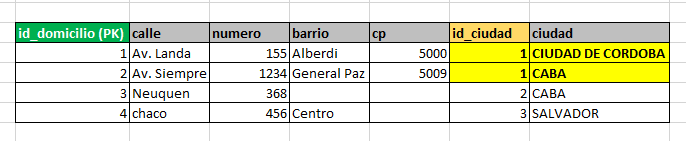 id_domicilio (PK) calle numero barrio cp id_ciudad ciudad
1 Av. Landa 155 Alberdi 5000 1 CIUDAD DE CORDOBA
2 Av. Siempre 1234 General Paz 5009 1 CABA
3 Neuquen 368 2 CABA
4 chaco 456 Centro 3 SALVADOR